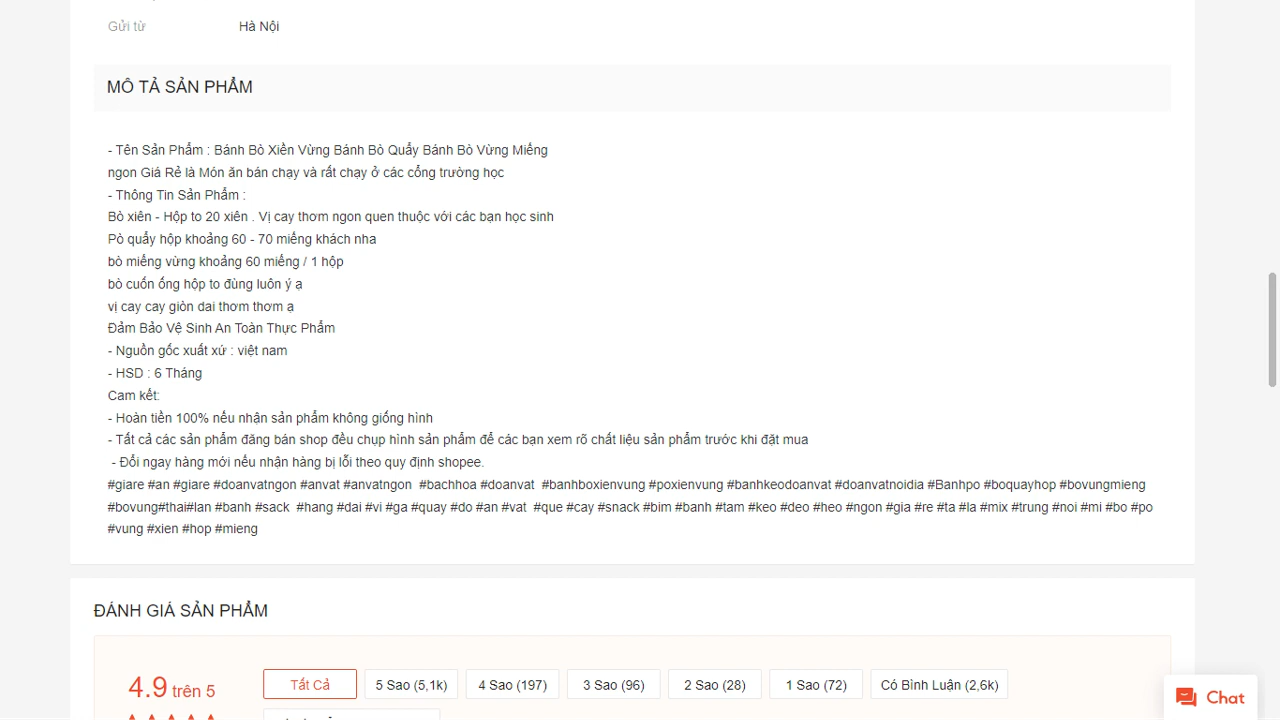 Gửi từ Hà Nội
MÔ TẢ SẢN PHẨM
- Tên Sản Phẩm : Bánh Bò Xiền Vừng Bánh Bò Quẩy Bánh Bò Vừng Miếng
ngon Giá Rẻ là Món ăn bán chạy và rất chạy ở các cổng trường học
- Thông Tin Sản Phẩm :
Bò xiên - Hộp to 20 xiên . Vị cay thơm ngon quen thuộc với các bạn học sinh
Pò quẩy hộp khoảng 60 - 70 miếng khách nha
bò miếng vừng khoảng 60 miếng / 1 hộp
bò cuốn ống hộp to đùng luôn ý ạ
vị cay cay giòn dai thơm thơm ạ
Đảm Bảo Vệ Sinh An Toàn Thực Phẩm
- Nguồn gốc xuất xứ : việt nam
- HSD : 6 Tháng
Cam kết:
- Hoàn tiền 100% nếu nhận sản phẩm không giống hình
- Tất cả các sản phẩm đăng bán shop đều chụp hình sản phẩm để các bạn xem rõ chất liệu sản phẩm trước khi đặt mua
- Đổi ngay hàng mới nếu nhận hàng bị lỗi theo quy định shopee.
#giare #an #giare #doanvatngon #anvat #anvatngon #bachhoa #doanvat #banhboxienvung #poxienvung #banhkeodoanvat #doanvatnoidia #Banhpo #boquayhop #bovungmieng
#bovung#thai#lan #banh #sack #hang #dai #vi #ga #quay #do #an #vat #que #cay #snack #bim #banh #tam #keo #deo #heo #ngon #gia #re #ta #la #mix #trung #noi #mi #bo #po
#vung #xien #hop #mieng
ĐÁNH GIÁ SẢN PHẨM
4.9 trên 5
Tất Cả
5 Sao (5,1k)
4 Sao (197)
3 Sao (96)
2 Sao (28)
1 Sao (72)
Có Bình Luận (2,6k)
Chat